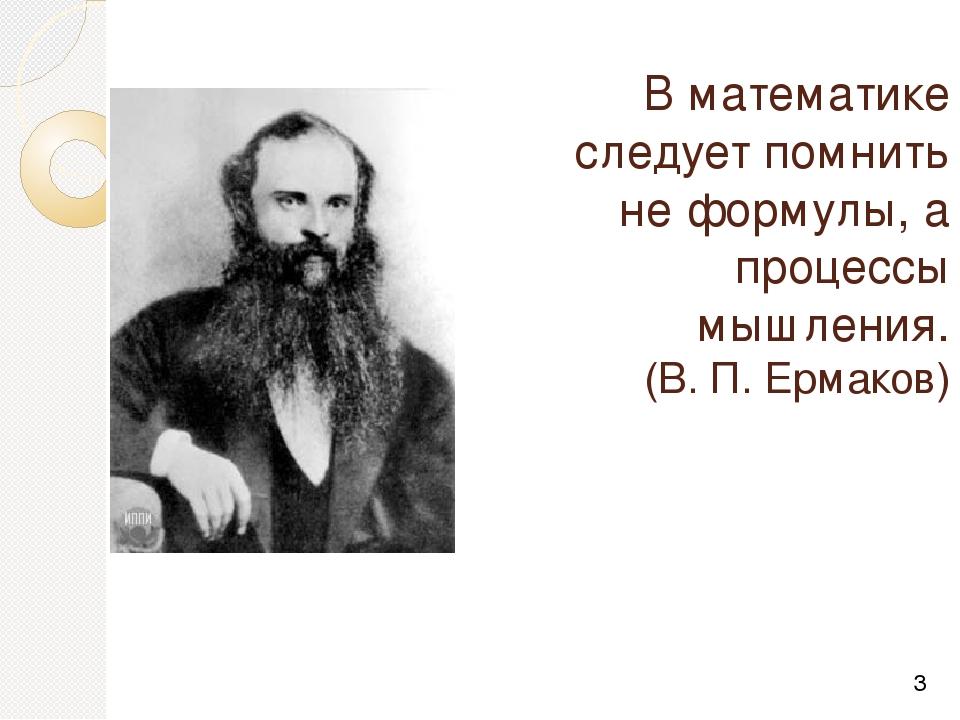 В математике
следует помнить
не формулы, а
процессы
мышления.
(В. П. Ермаков)
ИППИ
3